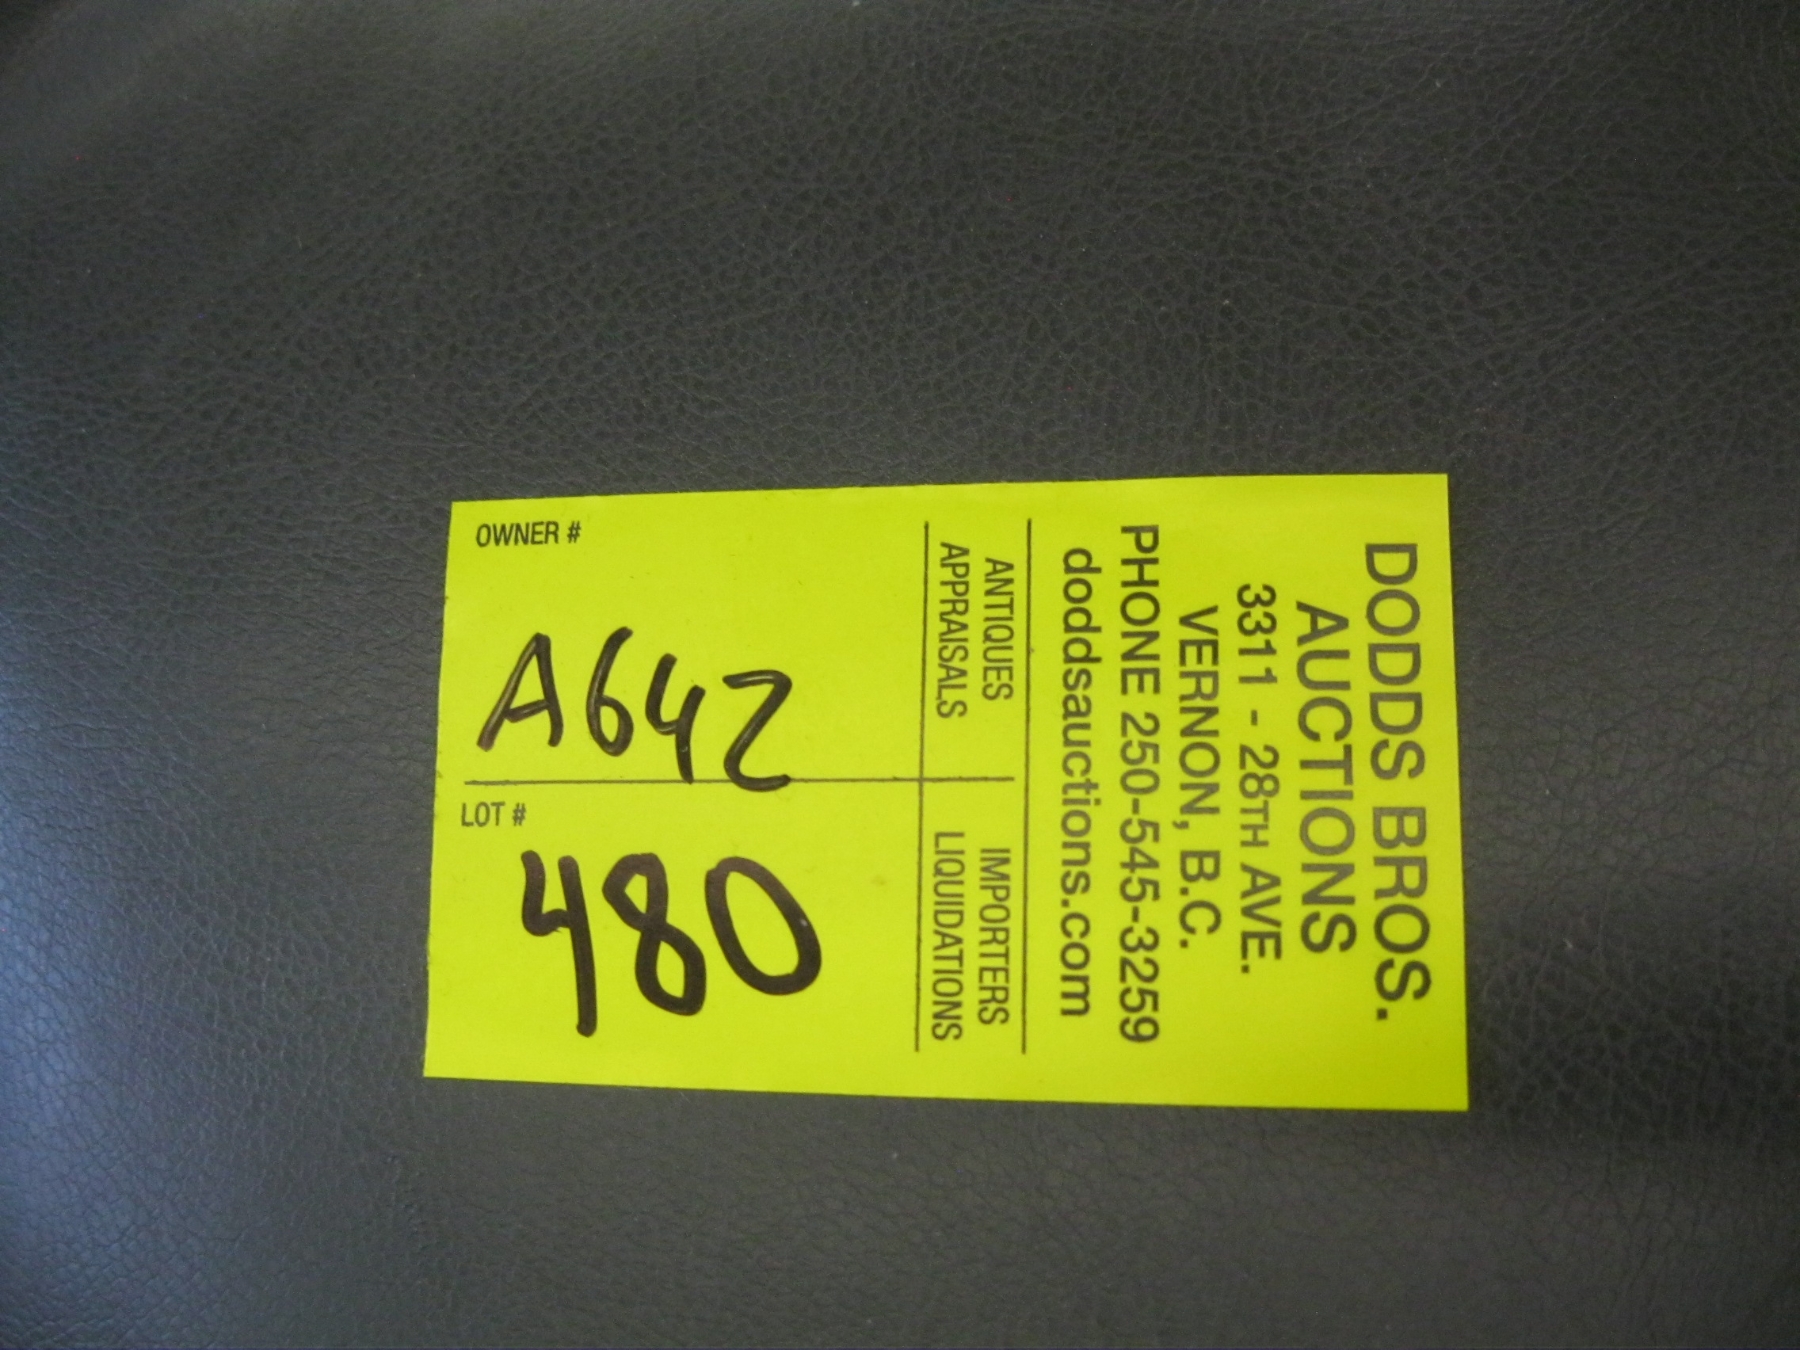 DODDS BROS.
AUCTIONS
3311 - 28TH AVE.
VERNON, B.C.
PHONE 250-545-3259
doddsauctions.com
ANTIQUES IMPORTERS
APPRAISALS LIQUIDATIONS
OWNER #
A642
LOT #
480